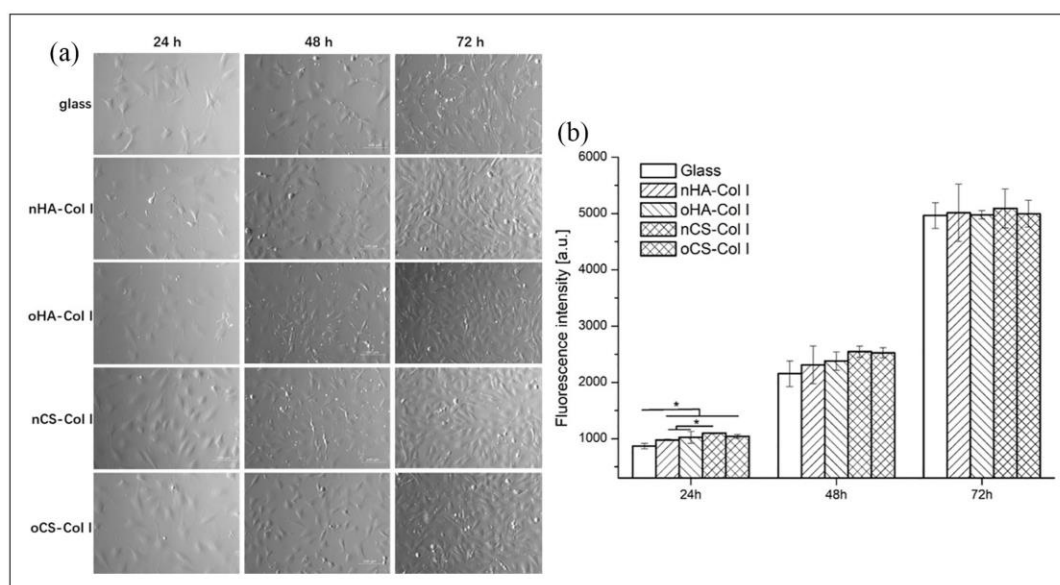 (a)
24 h
48 h
72 h
glass
nHA-Col I
oHA-Col I
nCS-Col I
oCS-Col I
(b)
6000
5000
4000
3000
2000
1000
Fluorescence intensity [a.u.]
Glass
nHA-Col I
oHA-Col I
nCS-Col I
oCS-Col I
*
*
24h
48h
72h